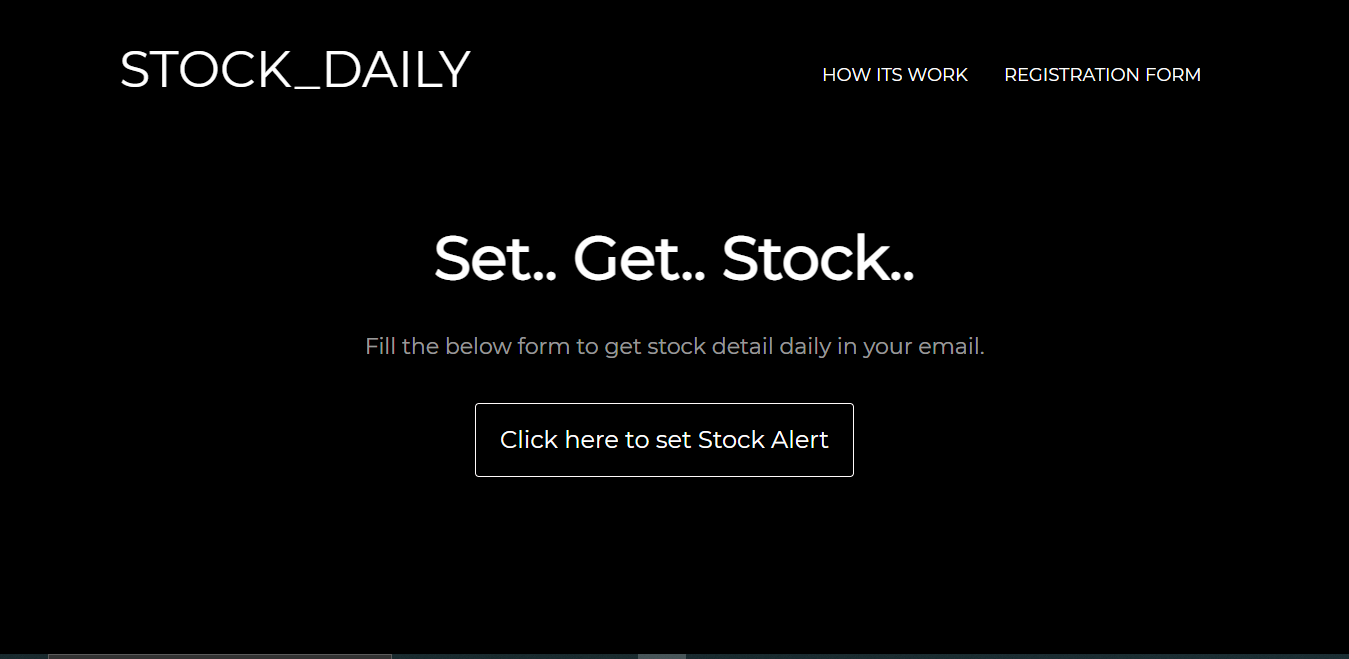 STOCK_DAILY
HOW ITS WORK
REGISTRATION FORM
Set.. Get.. Stock..
Fill the below form to get stock detail daily in your email.
Click here to set Stock Alert